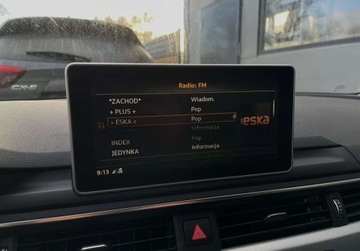 Radio: FM
*ZACHOD* Wiadom.
+ PLUS + Pop
> ESKA < Pop
Informacja
Pop
INDEX
JEDYNKA Informacja
eska
9:13